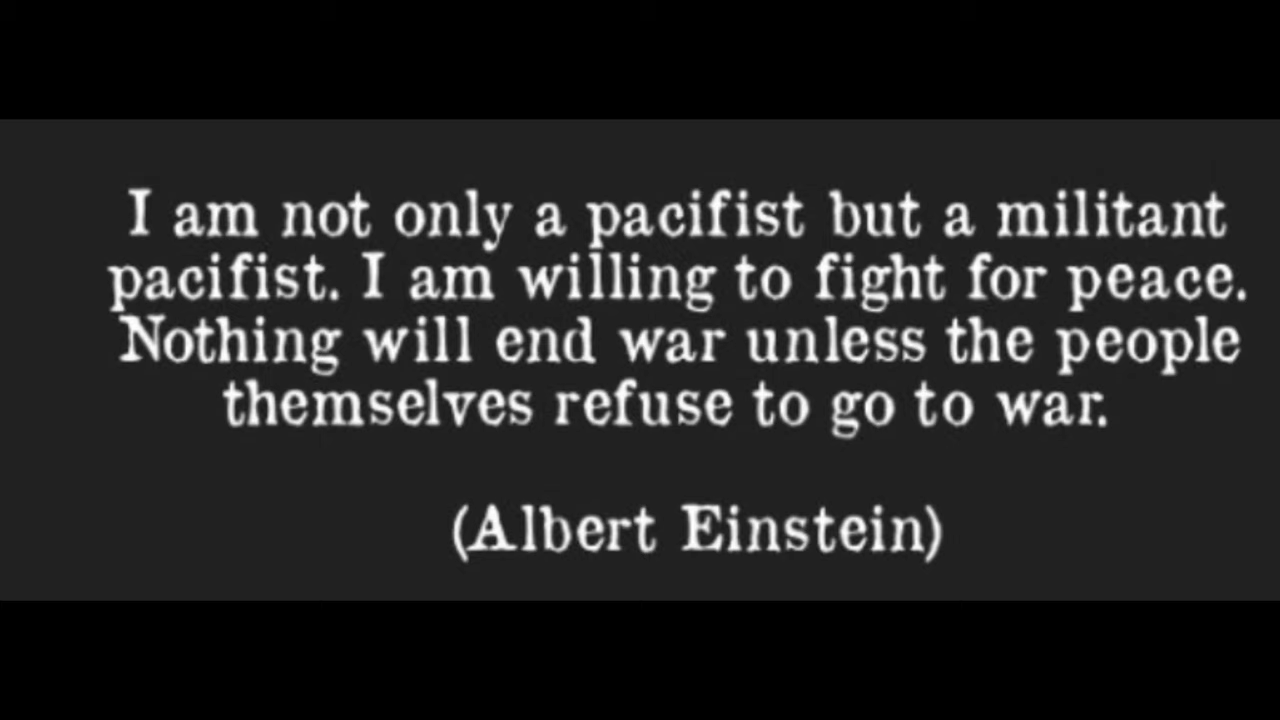 I am not only a pacifist but a militant
pacifist. I am willing to fight for peace.
Nothing will end war unless the people
themselves refuse to go to war.
(Albert Einstein)